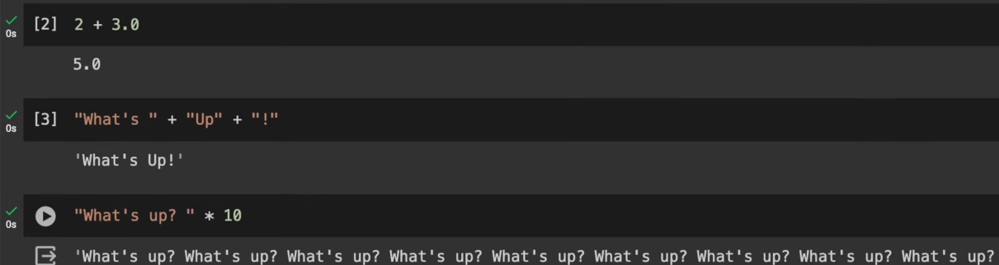 [2] 2 + 3.0
0s
5.0
[3] "What's " + "Up" + "!"
0s
'What's Up!'
"What's up? " * 10
0s
'What's up? What's up? What's up? What's up? What's up? What's up? What's up? What's up? What's up?